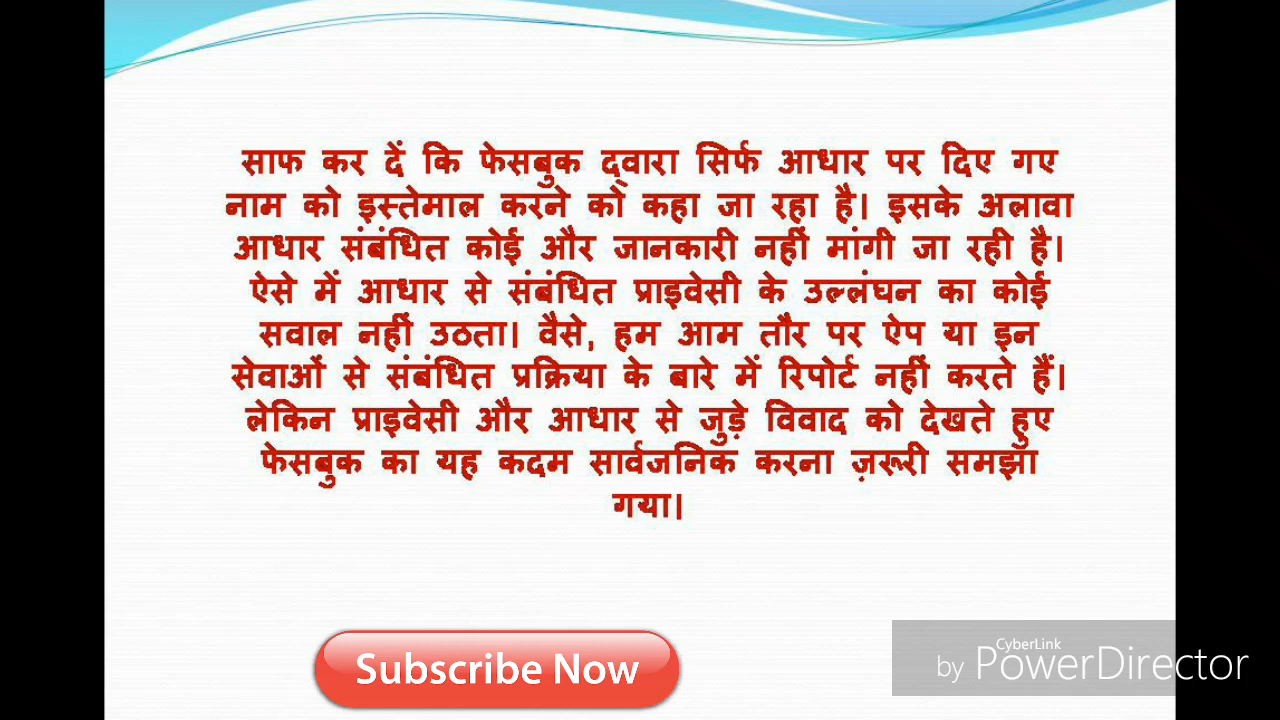 साफ कर दें कि फेसबुक द्वारा सिर्फ आधार पर दिए गए
नाम को इस्तेमाल करने को कहा जा रहा है। इसके अलावा
आधार संबंधित कोई और जानकारी नहीं मांगी जा रही है।
ऐसे में आधार से संबंधित प्राइवेसी के उल्लंघन का कोई
सवाल नहीं उठता। वैसे, हम आम तौर पर ऐप या इन
सेवाओं से संबंधित प्रक्रिया के बारे में रिपोर्ट नहीं करते हैं।
लेकिन प्राइवेसी और आधार से जुड़े विवाद को देखते हुए
फेसबुक का यह कदम सार्वजनिक करना ज़रूरी समझा
गया।
Subscribe Now
CyberLink
by PowerDirector